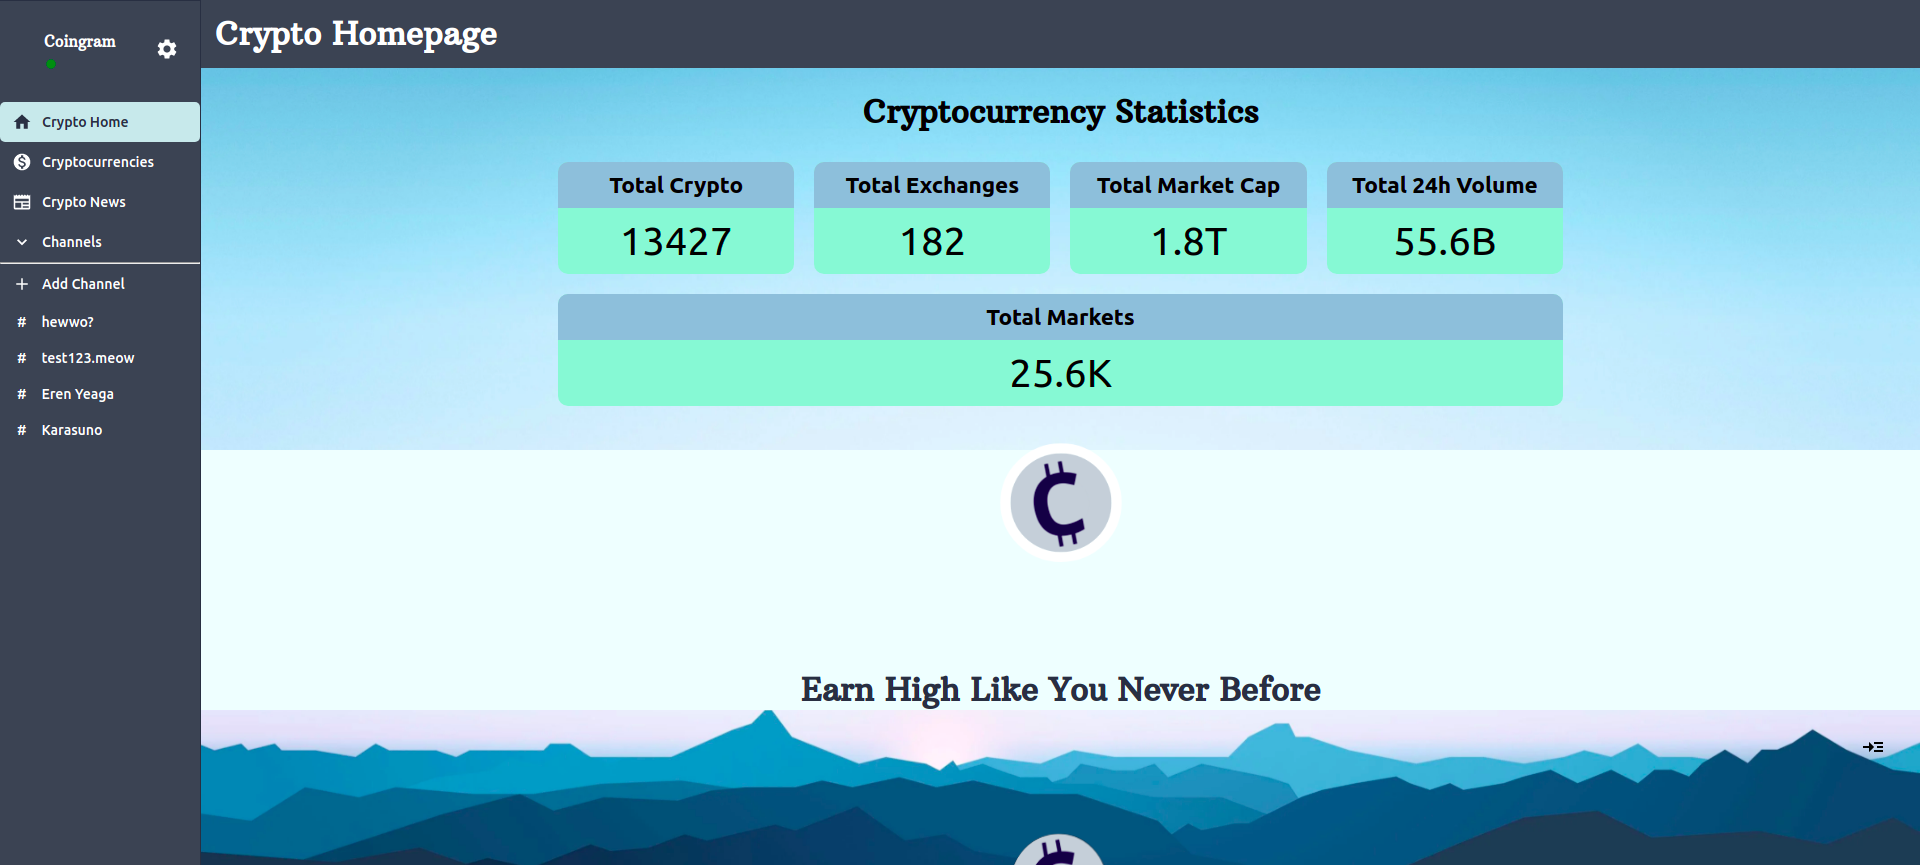 Coingram
Crypto Home
Cryptocurrencies
Crypto News
Channels
Add Channel
# hewwo?
# test123.meow
# Eren Yeaga
# Karasuno
Crypto Homepage
Cryptocurrency Statistics
Total Crypto
13427
Total Exchanges
182
Total Market Cap
1.8T
Total 24h Volume
55.6B
Total Markets
25.6K
Earn High Like You Never Before